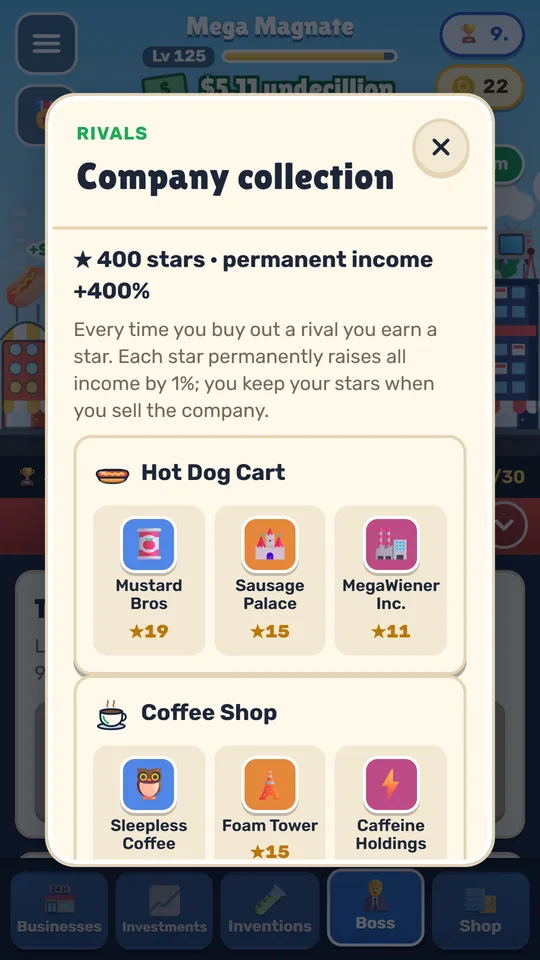 Mega Magnate
Lv 125
9.
$5.11 undecillion
22
RIVALS
Company collection
★ 400 stars • permanent income
+400%
Every time you buy out a rival you earn a
star. Each star permanently raises all
income by 1%; you keep your stars when
you sell the company.
Hot Dog Cart
Mustard
Bros
★19
Sausage
Palace
★15
MegaWiener
Inc.
★11
Coffee Shop
Sleepless
Coffee
Foam Tower
★15
Caffeine
Holdings
/30
24 H
Businesses
Investments
Inventions
Boss
Shop